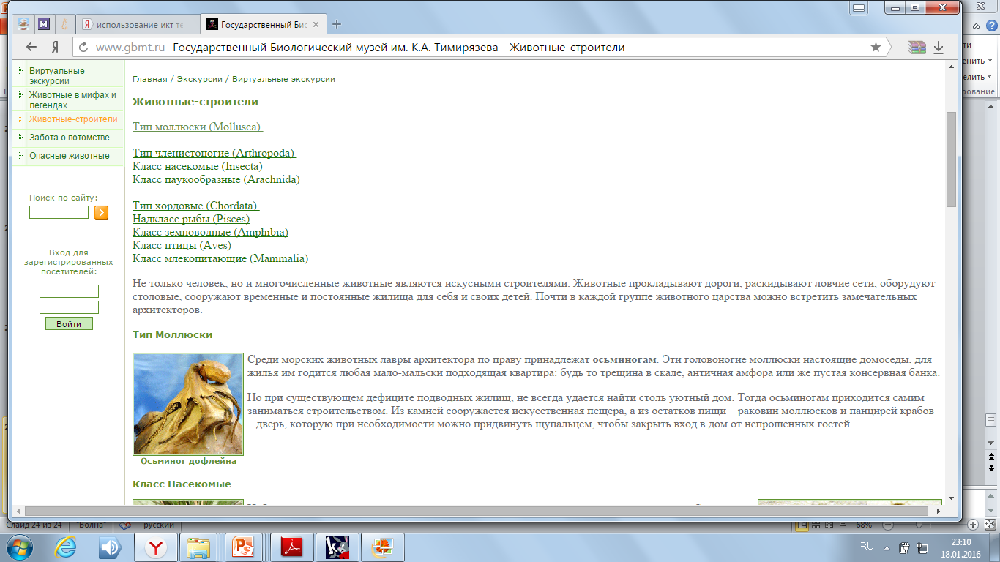 использование икт те
Государственный Бис
www.gbmt.ru Государственный Биологический музей им. К.А. Тимирязева - Животные-строители
Виртуальные
экскурсии
Животные в мифах и
легендах
Животные-строители
Забота о потомстве
Опасные животные
Поиск по сайту:
Вход для
зарегистрированных
посетителей:
Войти
Главная / Экскурсии / Виртуальные экскурсии
Животные-строители
Тип моллюски (Mollusca)
Тип членистоногие (Arthropoda)
Класс насекомые (Insecta)
Класс паукообразные (Arachnida)
Тип хордовые (Chordata)
Надкласс рыбы (Pisces)
Класс земноводные (Amphibia)
Класс птицы (Aves)
Класс млекопитающие (Mammalia)
Не только человек, но и многочисленные животные являются искусными строителями. Животные прокладывают дороги, раскидывают ловчие сети, оборудуют
столовые, сооружают временные и постоянные жилища для себя и своих детей. Почти в каждой группе животного царства можно встретить замечательных
архитекторов.
Тип Моллюски
Среди морских животных лавры архитектора по праву принадлежат осьминогам. Эти головоногие моллюски настоящие домоседы, для
жилья им годится любая мало-мальски подходящая квартира: будь то трещина в скале, античная амфора или же пустая консервная банка.
Но при существующем дефиците подводных жилищ, не всегда удается найти столь уютный дом. Тогда осьминогам приходится самим
заниматься строительством. Из камней сооружается искусственная пещера, а из остатков пищи – раковин моллюсков и панцирей крабов
– дверь, которую при необходимости можно придвинуть щупальцем, чтобы закрыть вход в дом от непрошенных гостей.
Осьминог дофлейна
Класс Насекомые
Слайд 24 из 24
"Волна"
русский
68%
RL
23:10
18.01.2016